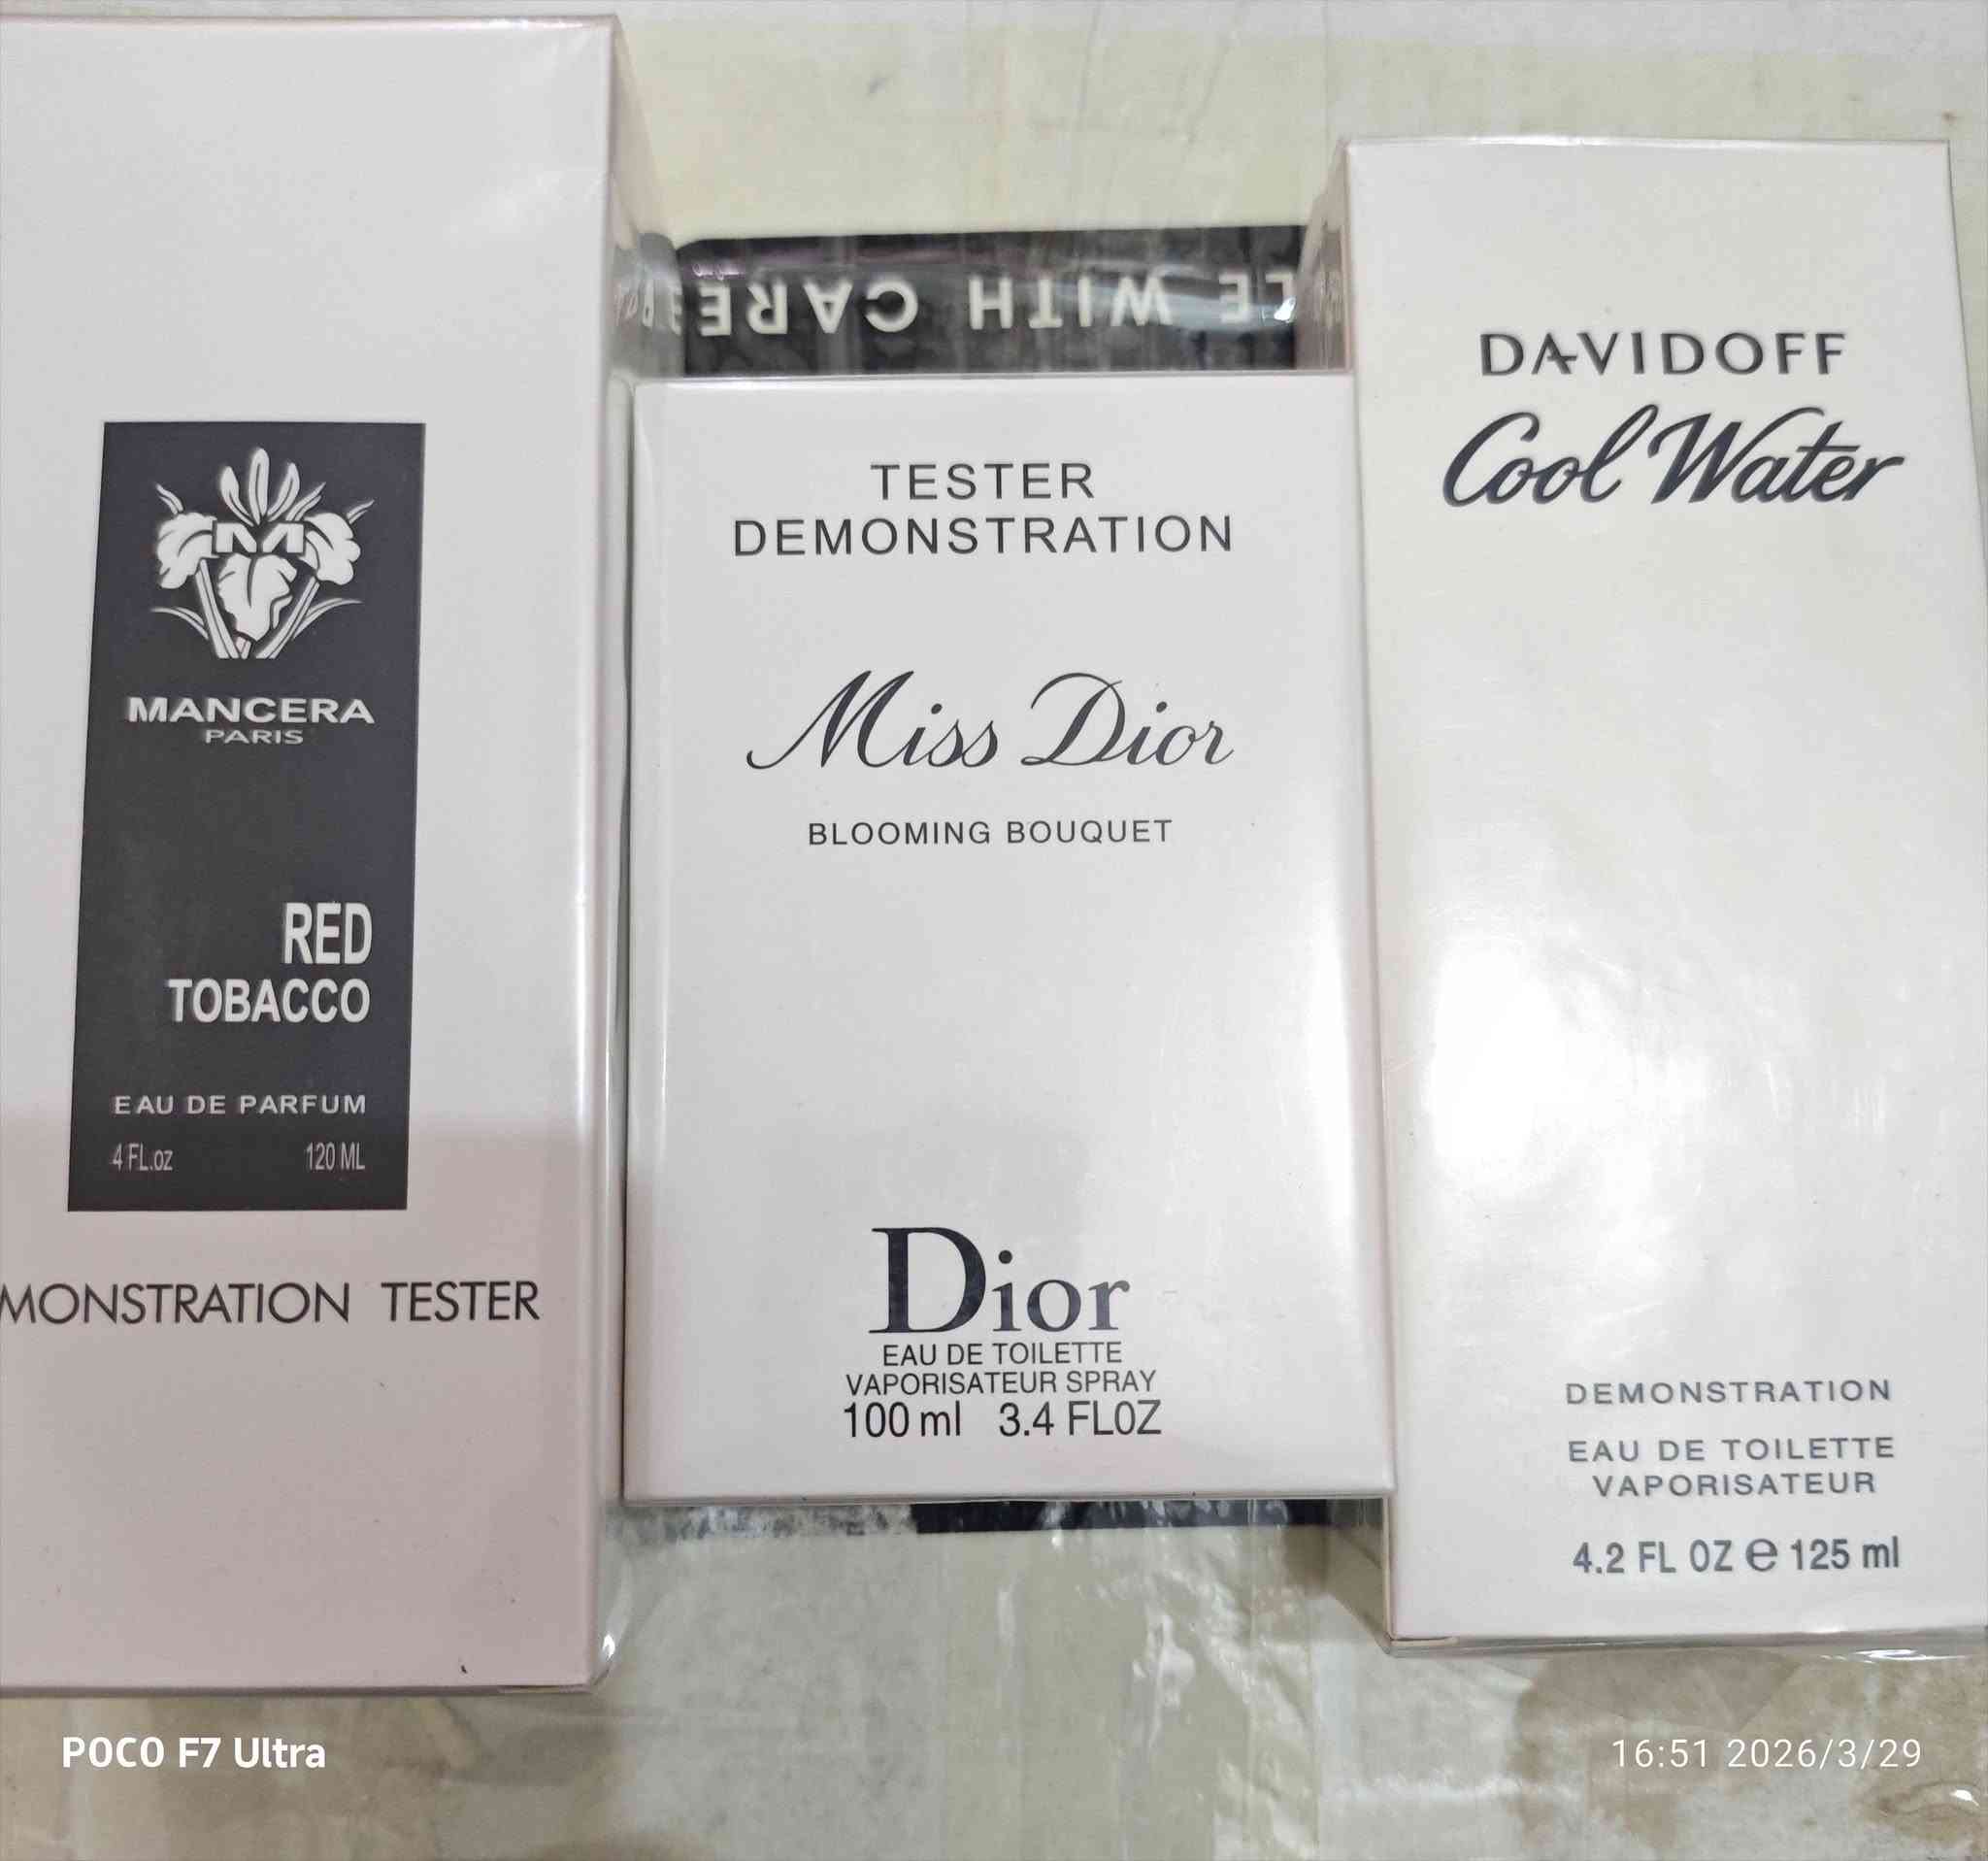 LE WITH CARE
MANCERA
PARIS
RED
TOBACCO
EAU DE PARFUM
4 FL.oz 120 ML
MONSTRATION TESTER
TESTER
DEMONSTRATION
Miss Dior
BLOOMING BOUQUET
Dior
EAU DE TOILETTE
VAPORISATEUR SPRAY
100 ml 3.4 FL0Z
DAVIDOFF
Cool Water
DEMONSTRATION
EAU DE TOILETTE
VAPORISATEUR
4.2 FL OZ e 125 ml
POCO F7 Ultra
16:51 2026/3/29